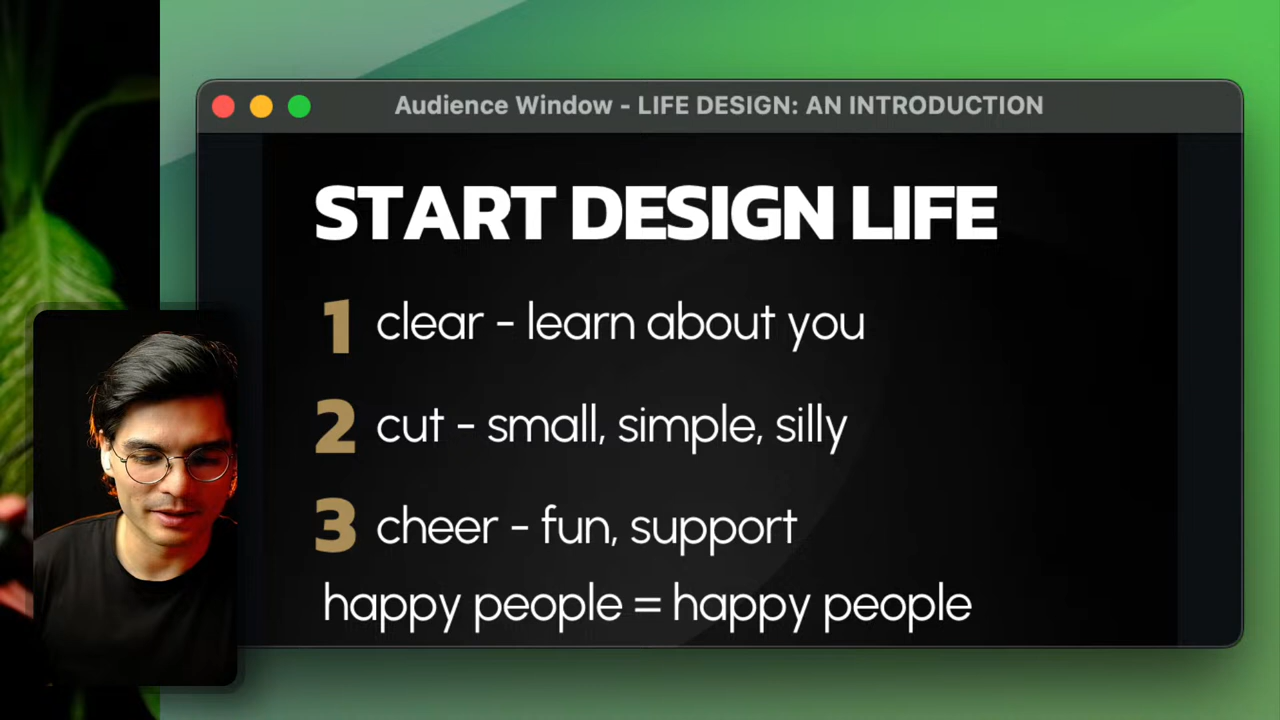 Audience Window - LIFE DESIGN: AN INTRODUCTION
START DESIGN LIFE
1 clear - learn about you
2 cut - small, simple, silly
3 cheer - fun, support
happy people = happy people